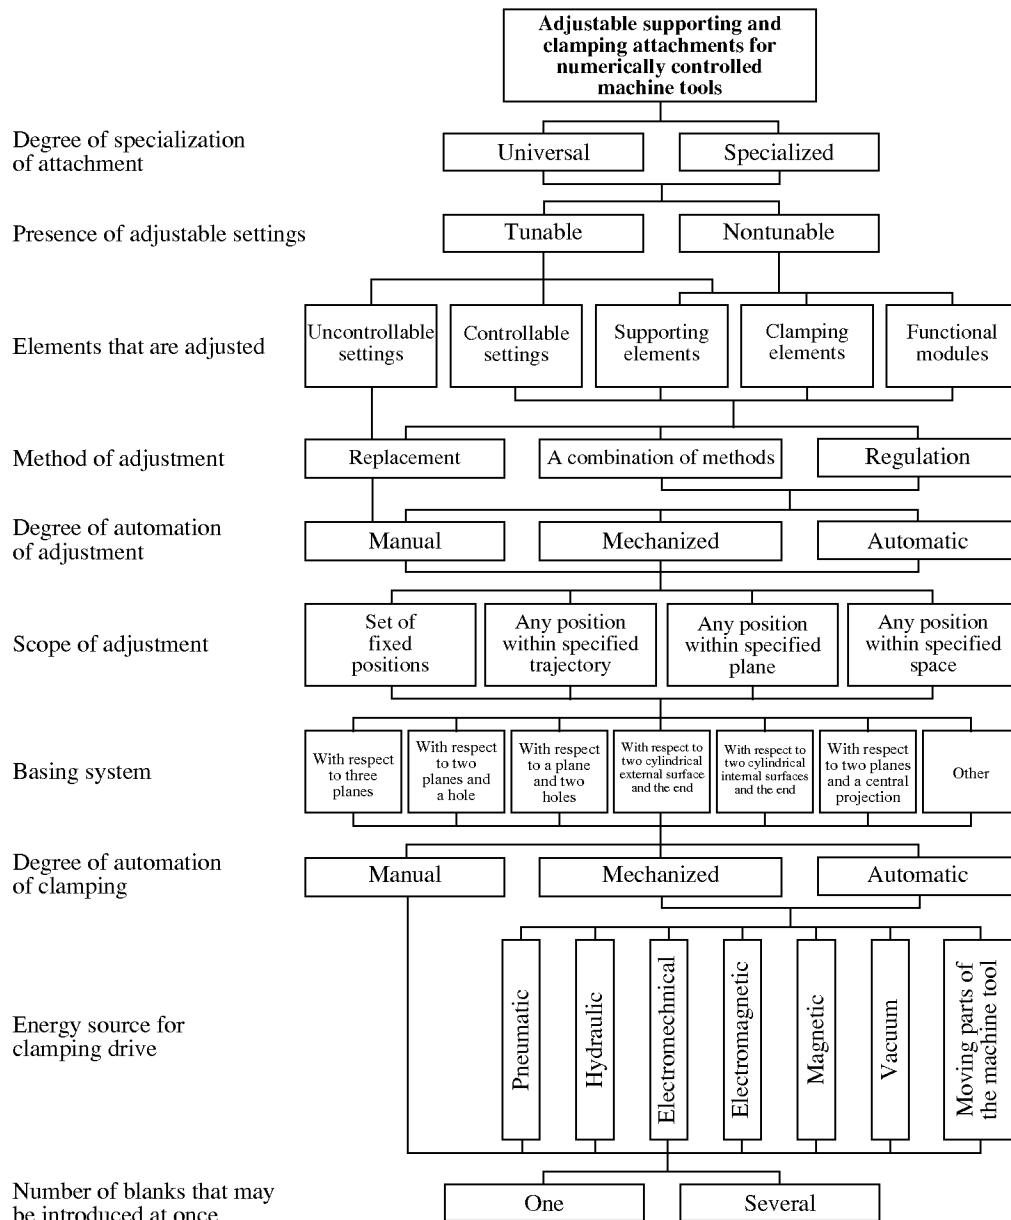 Adjustable supporting and
clamping attachments for
numerically controlled
machine tools
Degree of specialization
of attachment
Universal
Specialized
Presence of adjustable settings
Tunable
Nontunable
Elements that are adjusted
Uncontrollable
settings
Controllable
settings
Supporting
elements
Clamping
elements
Functional
modules
Method of adjustment
Replacement
A combination of methods
Regulation
Degree of automation
of adjustment
Manual
Mechanized
Automatic
Scope of adjustment
Set of
fixed
positions
Any position
within specified
trajectory
Any position
within specified
plane
Any position
within specified
space
Basing system
With respect
to three
planes
With respect
to two
planes and
a hole
With respect
to a plane
and two
holes
With respect to
two cylindrical
external surface
and the end
With respect to
two cylindrical
internal surfaces
and the end
With respect
to two planes
and a central
projection
Other
Degree of automation
of clamping
Manual
Mechanized
Automatic
Energy source for
clamping drive
Pneumatic
Hydraulic
Electromechnical
Electromagnetic
Magnetic
Vacuum
Moving parts of
the machine tool
Number of blanks that may
be introduced at once
One
Several